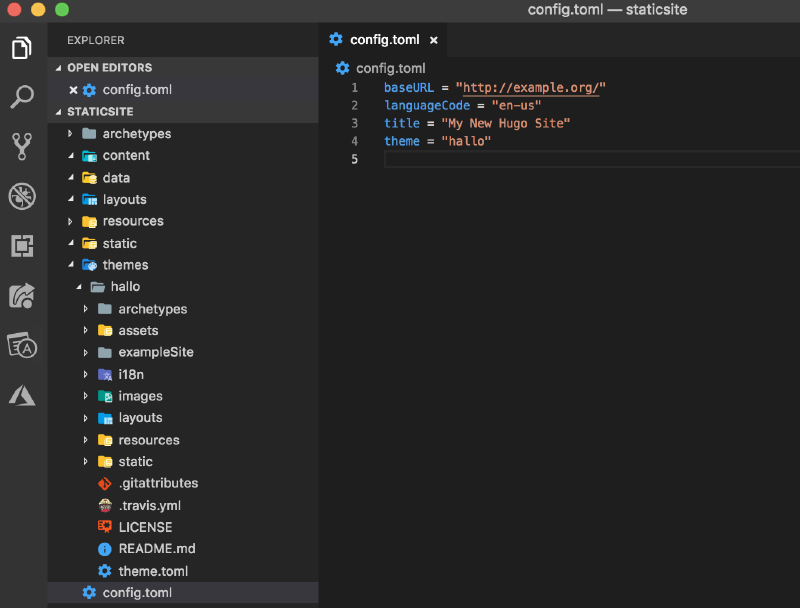 config.toml — staticsite
EXPLORER
OPEN EDITORS
config.toml
STATICSITE
archetypes
content
data
layouts
resources
static
themes
hallo
archetypes
assets
exampleSite
i18n
images
layouts
resources
static
.gitattributes
.travis.yml
LICENSE
README.md
theme.toml
config.toml
config.toml
config.toml
1 baseURL = "http://example.org/"
2 languageCode = "en-us"
3 title = "My New Hugo Site"
4 theme = "hallo"
5